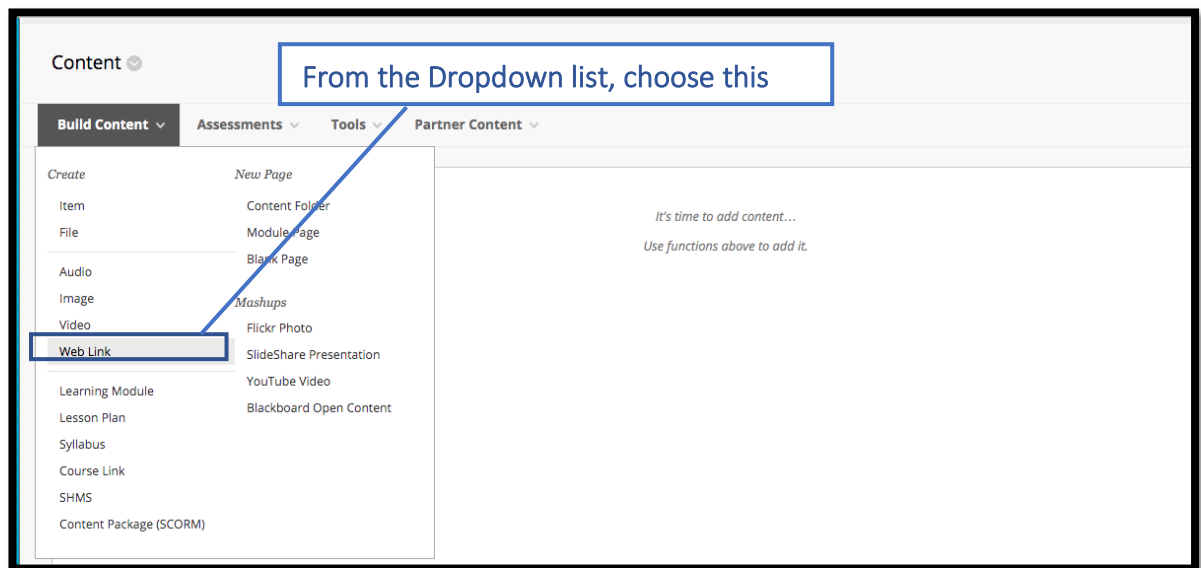 Content
From the Dropdown list, choose this
Build Content
Assessments
Tools
Partner Content
Create
Item
File
Audio
Image
Video
Web Link
Learning Module
Lesson Plan
Syllabus
Course Link
SHMS
Content Package (SCORM)
New Page
Content Folder
Module Page
Blank Page
Mashups
Flickr Photo
SlideShare Presentation
YouTube Video
Blackboard Open Content
It's time to add content...
Use functions above to add it.